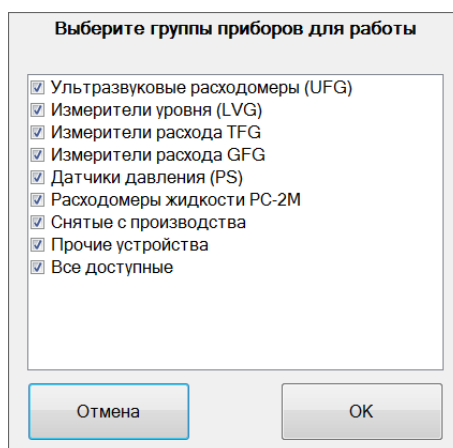 Выберите группы приборов для работы
Ультразвуковые расходомеры (UFG)
Измерители уровня (LVG)
Измерители расхода TFG
Измерители расхода GFG
Датчики давления (PS)
Расходомеры жидкости РС-2М
Снятые с производства
Прочие устройства
Все доступные
Отмена
OK